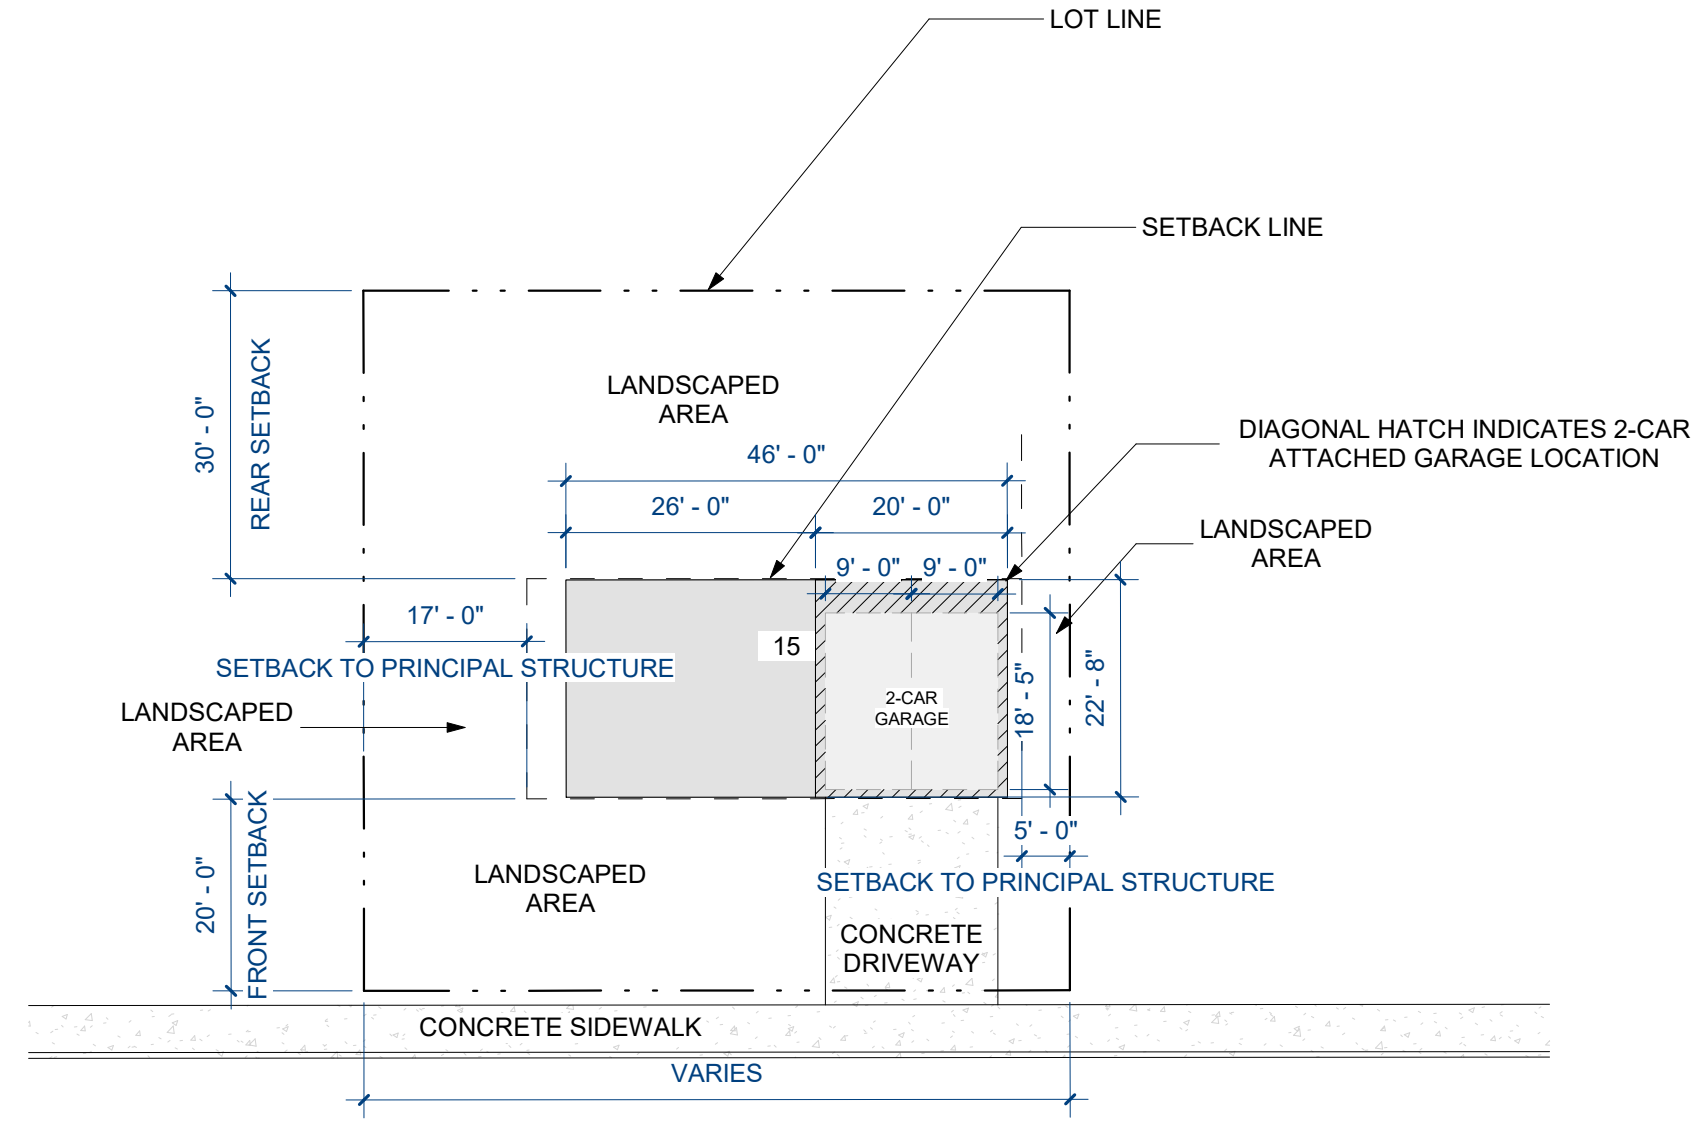 LOT LINE
SETBACK LINE
LANDSCAPED
AREA
30' - 0"
REAR SETBACK
46' - 0"
DIAGONAL HATCH INDICATES 2-CAR
ATTACHED GARAGE LOCATION
26' - 0"
20' - 0"
LANDSCAPED
AREA
9' - 0"
9' - 0"
17' - 0"
15
SETBACK TO PRINCIPAL STRUCTURE
2-CAR
GARAGE
18' - 5"
22' - 8"
LANDSCAPED
AREA
5' - 0"
20' - 0"
FRONT SETBACK
LANDSCAPED
AREA
SETBACK TO PRINCIPAL STRUCTURE
CONCRETE
DRIVEWAY
CONCRETE SIDEWALK
VARIES